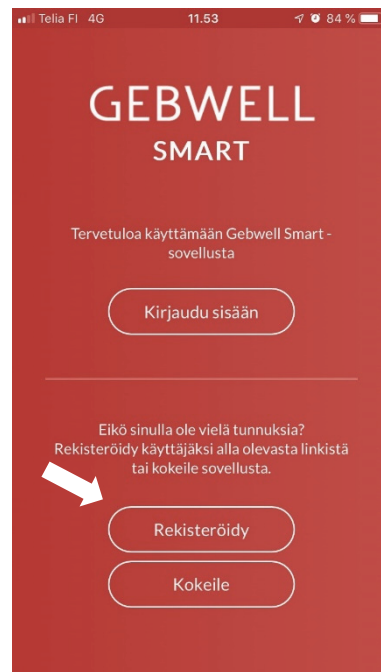 Telia FI 4G 11.53 84 %
GEBWELL
SMART
Tervetuloa käyttämään Gebwell Smart -
sovellusta
Kirjaudu sisään
Eikö sinulla ole vielä tunnuksia?
Rekisteröidy käyttäjäksi alla olevasta linkistä
tai kokeile sovellusta.
Rekisteröidy
Kokeile